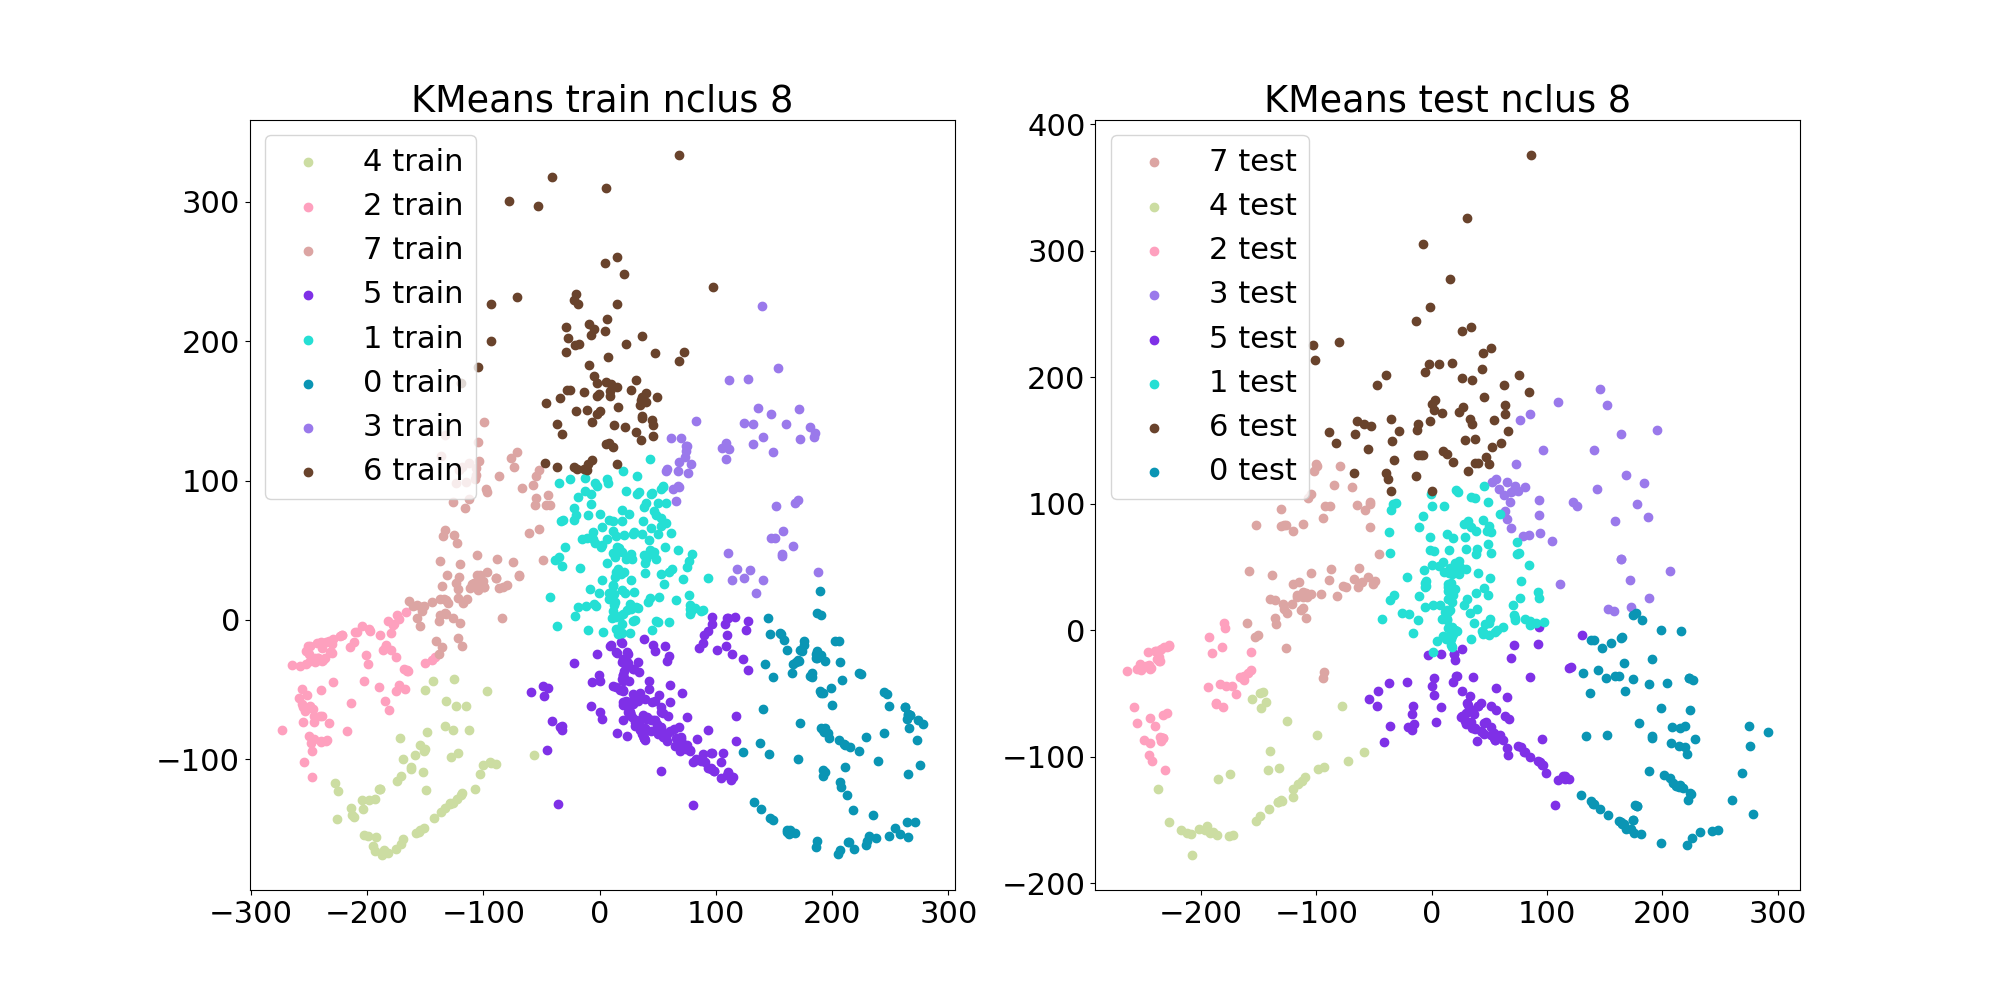 KMeans train nclus 8
4 train
2 train
7 train
5 train
1 train
0 train
3 train
6 train
300
200
100
0
−100
−300 −200 −100 0 100 200 300
KMeans test nclus 8
7 test
4 test
2 test
3 test
5 test
1 test
6 test
0 test
400
300
200
100
0
−100
−200
−200 −100 0 100 200 300